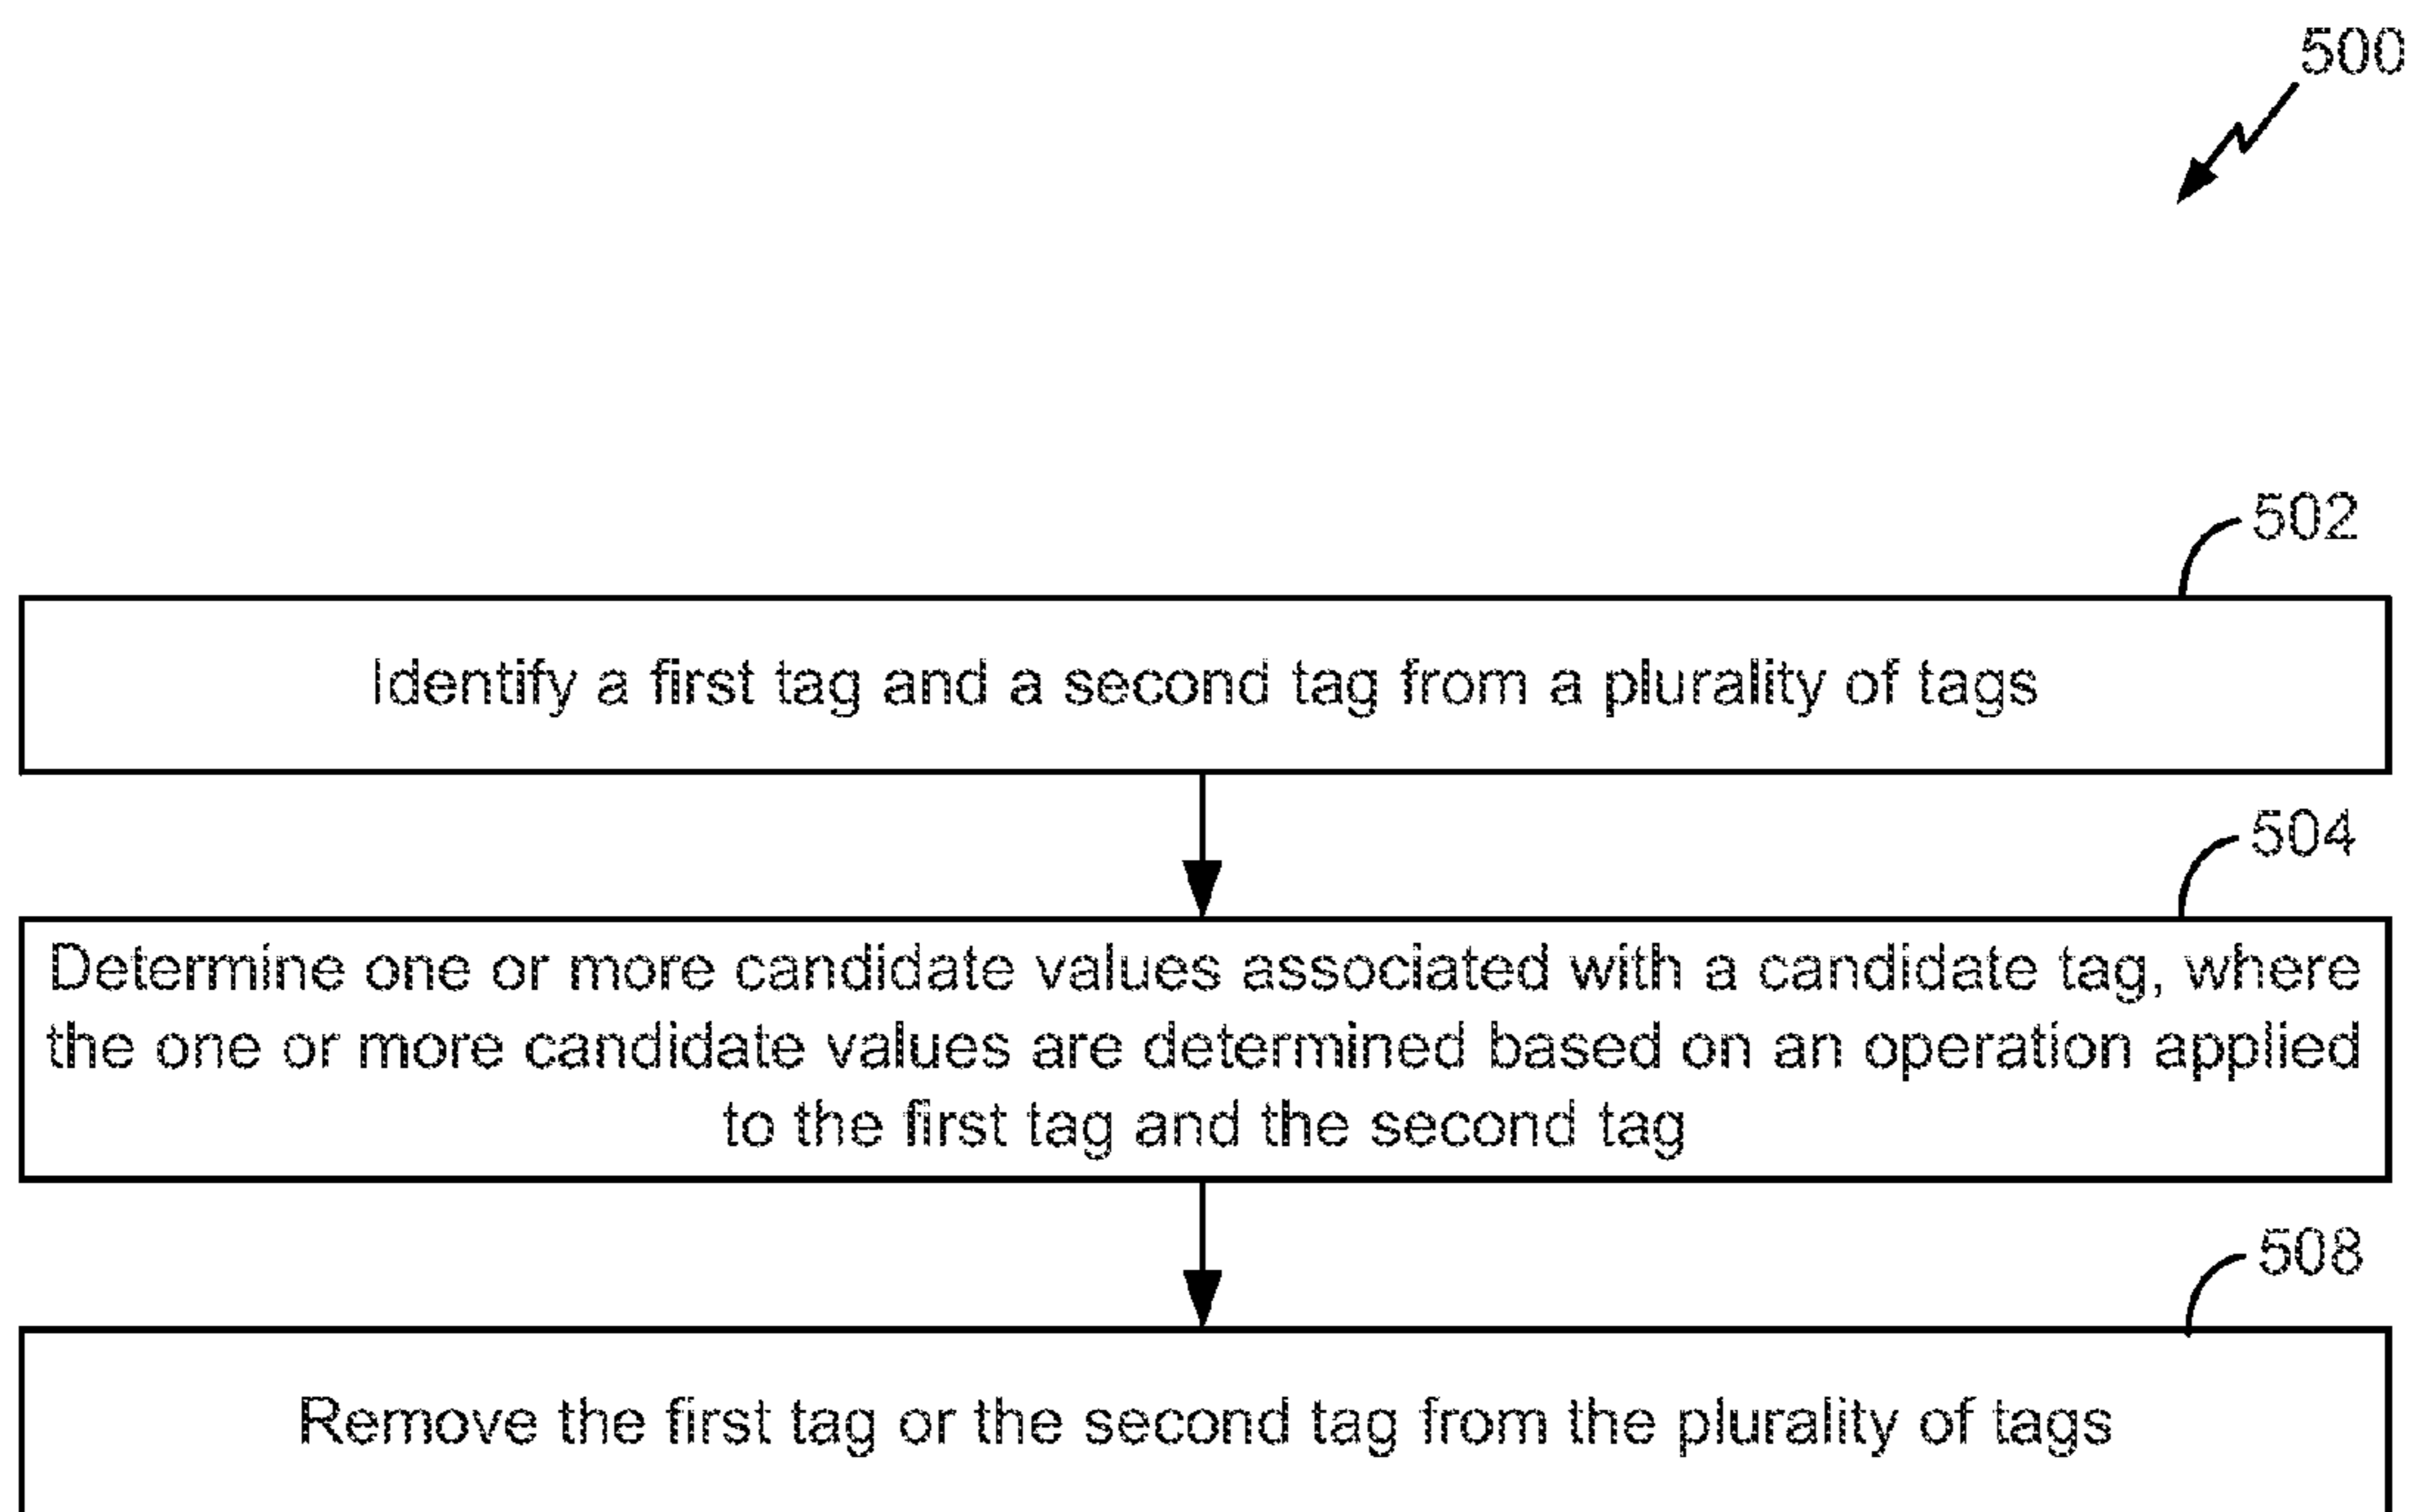 500
502
Identify a first tag and a second tag from a plurality of tags
504
Determine one or more candidate values associated with a candidate tag, where
the one or more candidate values are determined based on an operation applied
to the first tag and the second tag
508
Remove the first tag or the second tag from the plurality of tags